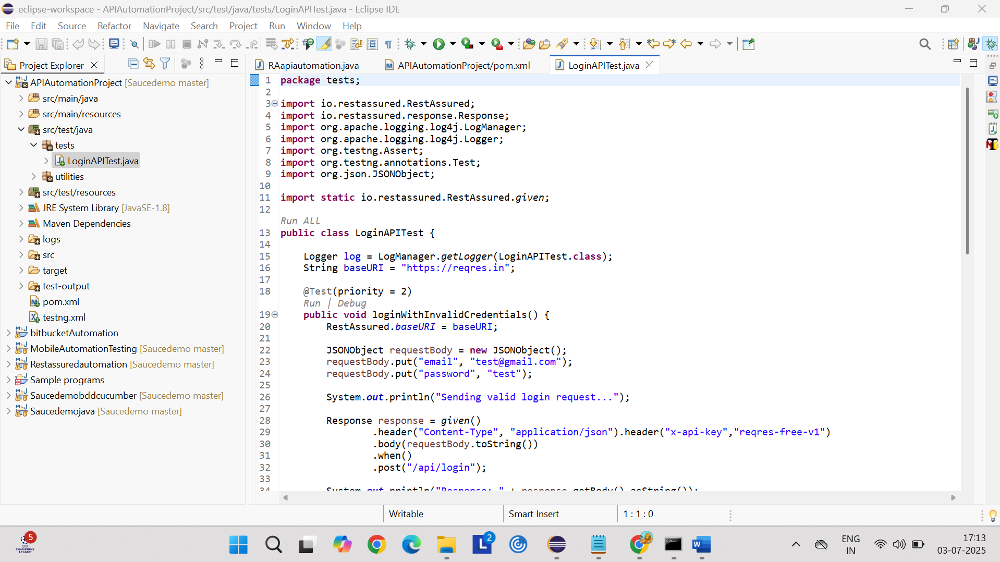 eclipse-workspace - APIAutomationProject/src/test/java/tests/LoginAPITest.java - Eclipse IDE
File Edit Source Refactor Navigate Search Project Run Window Help
Project Explorer
RAapiautomation.java APIAutomationProject/pom.xml LoginAPITest.java
APIAutomationProject [Saucedemo master]
src/main/java
src/main/resources
src/test/java
tests
LoginAPITest.java
utilities
src/test/resources
JRE System Library [JavaSE-1.8]
Maven Dependencies
logs
src
target
test-output
pom.xml
testng.xml
bitbucketAutomation
MobileAutomationTesting [Saucedemo master]
Restassuredautomation [Saucedemo master]
Sample programs
Saucedemobddcucumber [Saucedemo master]
Saucedemojava [Saucedemo master]
1 package tests;
2
3 import io.restassured.RestAssured;
4 import io.restassured.response.Response;
5 import org.apache.logging.log4j.LogManager;
6 import org.apache.logging.log4j.Logger;
7 import org.testng.Assert;
8 import org.testng.annotations.Test;
9 import org.json.JSONObject;
10
11 import static io.restassured.RestAssured.given;
12
Run All
13 public class LoginAPITest {
14
15 Logger log = LogManager.getLogger(LoginAPITest.class);
16 String baseURI = "https://reqres.in";
17
18 @Test(priority = 2)
Run | Debug
19 public void loginWithInvalidCredentials() {
20 RestAssured.baseURI = baseURI;
21
22 JSONObject requestBody = new JSONObject();
23 requestBody.put("email", "test@gmail.com");
24 requestBody.put("password", "test");
25
26 System.out.println("Sending valid login request...");
27
28 Response response = given()
29 .header("Content-Type", "application/json").header("x-api-key","reqres-free-v1")
30 .body(requestBody.toString())
31 .when()
32 .post("/api/login");
33
34 System.out.println("Response: " + response.getBody().asString());
Writable Smart Insert 1 : 1 : 0
5
CHAMPIONS
LEAGUE
2
ENG
IN
17:13
03-07-2025